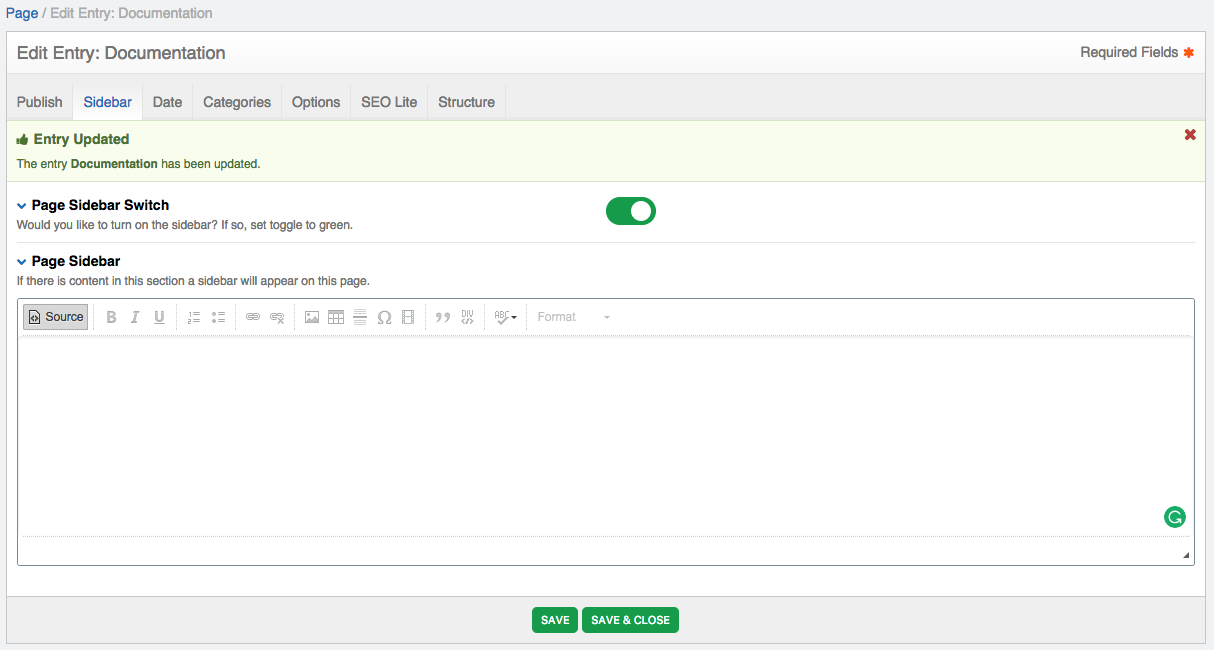 Page / Edit Entry: Documentation
Edit Entry: Documentation
Required Fields ✱
Publish Sidebar Date Categories Options SEO Lite Structure
Entry Updated
The entry Documentation has been updated.
Page Sidebar Switch
Would you like to turn on the sidebar? If so, set toggle to green.
Page Sidebar
If there is content in this section a sidebar will appear on this page.
Source B I U Ω DIV ABC Format
SAVE SAVE & CLOSE